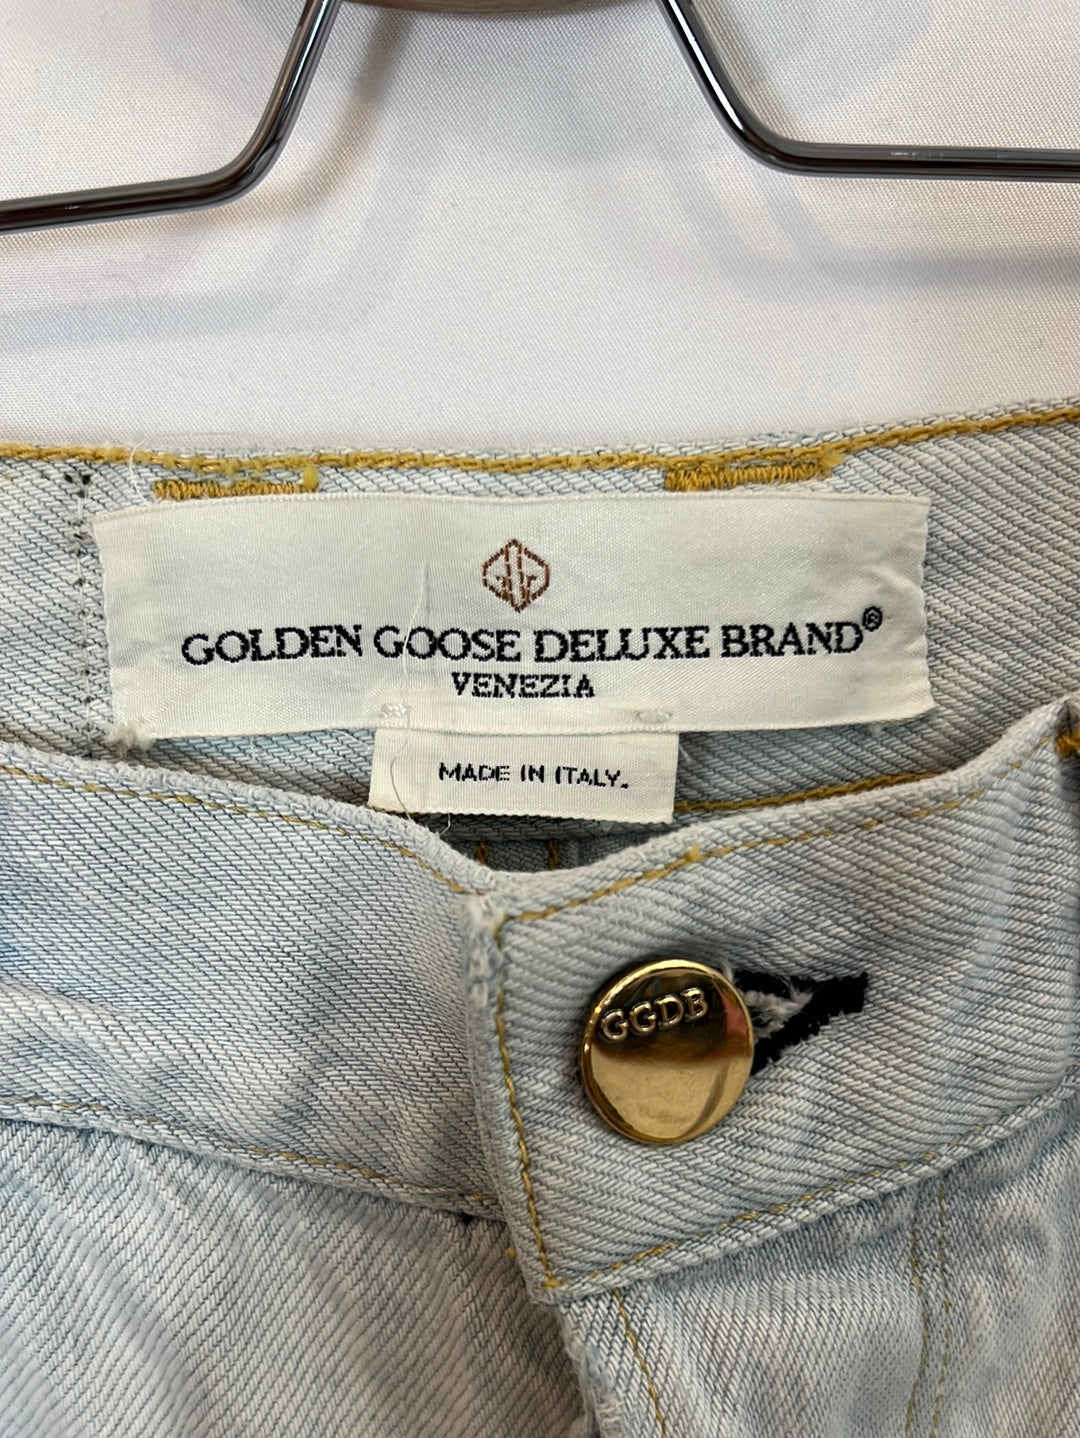 GOLDEN GOOSE DELUXE BRAND®
VENEZIA
MADE IN ITALY.
GGDB